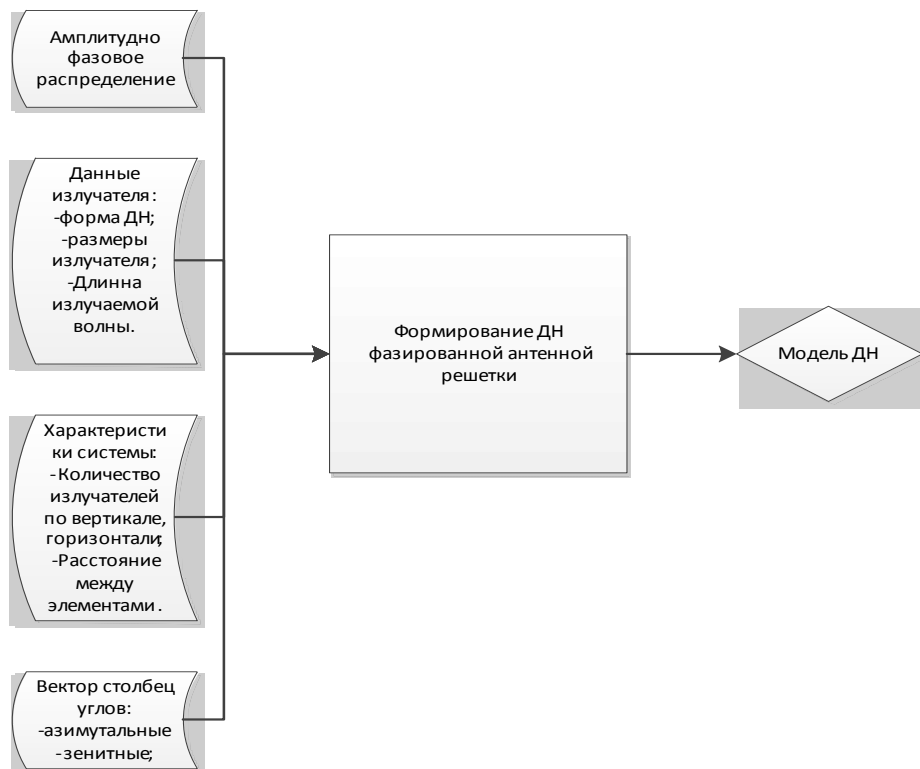 Амплитудно
фазовое
распределение
Данные
излучателя:
-форма ДН;
-размеры
излучателя;
-Длинна
излучаемой
волны.
Характеристи
ки системы:
-Количество
излучателей
по вертикале,
горизонтали;
-Расстояние
между
элементами.
Вектор столбец
углов:
-азимутальные
-зенитные;
Формирование ДН
фазированной антенной
решетки
Модель ДН